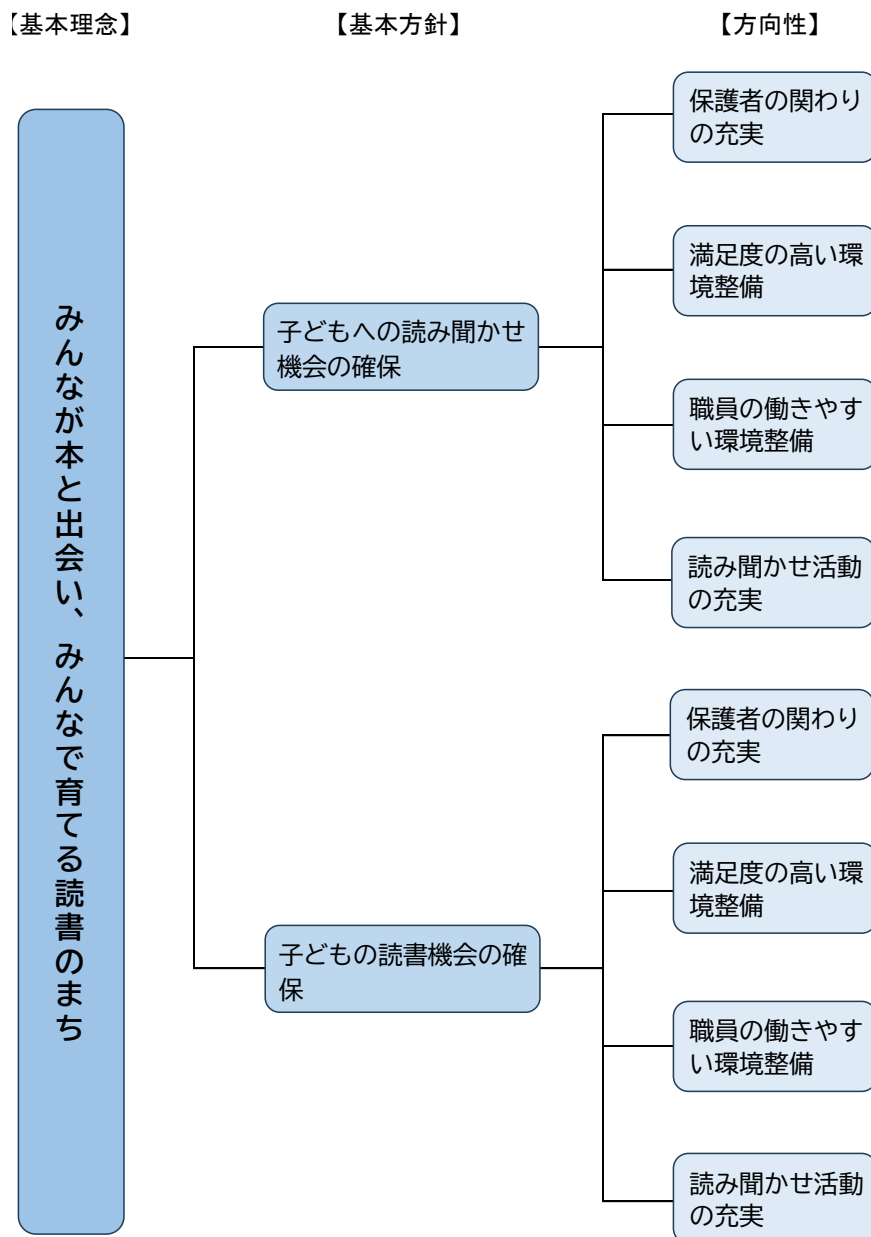 【基本理念】
【基本方針】
【方向性】
みんなが本と出会い、みんなで育てる読書のまち
子どもへの読み聞かせ
機会の確保
保護者の関わり
の充実
満足度の高い環
境整備
職員の働きやす
い環境整備
読み聞かせ活動
の充実
子どもの読書機会の確
保
保護者の関わり
の充実
満足度の高い環
境整備
職員の働きやす
い環境整備
読み聞かせ活動
の充実